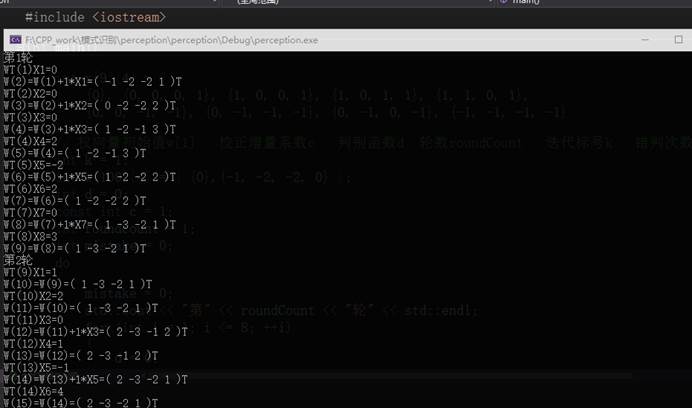 (全局范围)
main()
#include <iostream>
F:\CPP_work\模式识别\perception\perception\Debug\perception.exe
第1轮
WT(1)X1=0
W(2)=W(1)+1*X1=( -1 -2 -2 1 )T
WT(2)X2=0
W(3)=W(2)+1*X2=( 0 -2 -2 2 )T
WT(3)X3=0
W(4)=W(3)+1*X3=( 1 -2 -1 3 )T
WT(4)X4=2
W(5)=W(4)=( 1 -2 -1 3 )T
WT(5)X5=-2
W(6)=W(5)+1*X5=( 1 -2 -2 2 )T
WT(6)X6=2
W(7)=W(6)=( 1 -2 -2 2 )T
WT(7)X7=0
W(8)=W(7)+1*X7=( 1 -3 -2 1 )T
WT(8)X8=3
W(9)=W(8)=( 1 -3 -2 1 )T
第2轮
WT(9)X1=1
W(10)=W(9)=( 1 -3 -2 1 )T
WT(10)X2=2
W(11)=W(10)=( 1 -3 -2 1 )T
WT(11)X3=0
W(12)=W(11)+1*X3=( 2 -3 -1 2 )T
WT(12)X4=1
W(13)=W(12)=( 2 -3 -1 2 )T
WT(13)X5=-1
W(14)=W(13)+1*X5=( 2 -3 -2 1 )T
WT(14)X6=4
W(15)=W(14)=( 2 -3 -2 1 )T